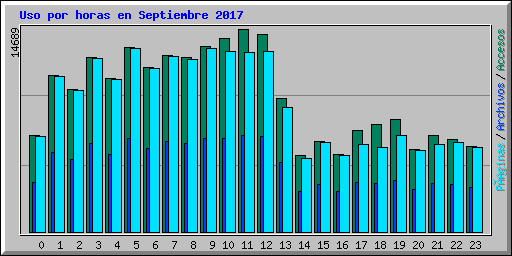 Uso por horas en Septiembre 2017
14689
Pƒginas / Archivos / Accesos
0 1 2 3 4 5 6 7 8 9 10 11 12 13 14 15 16 17 18 19 20 21 22 23